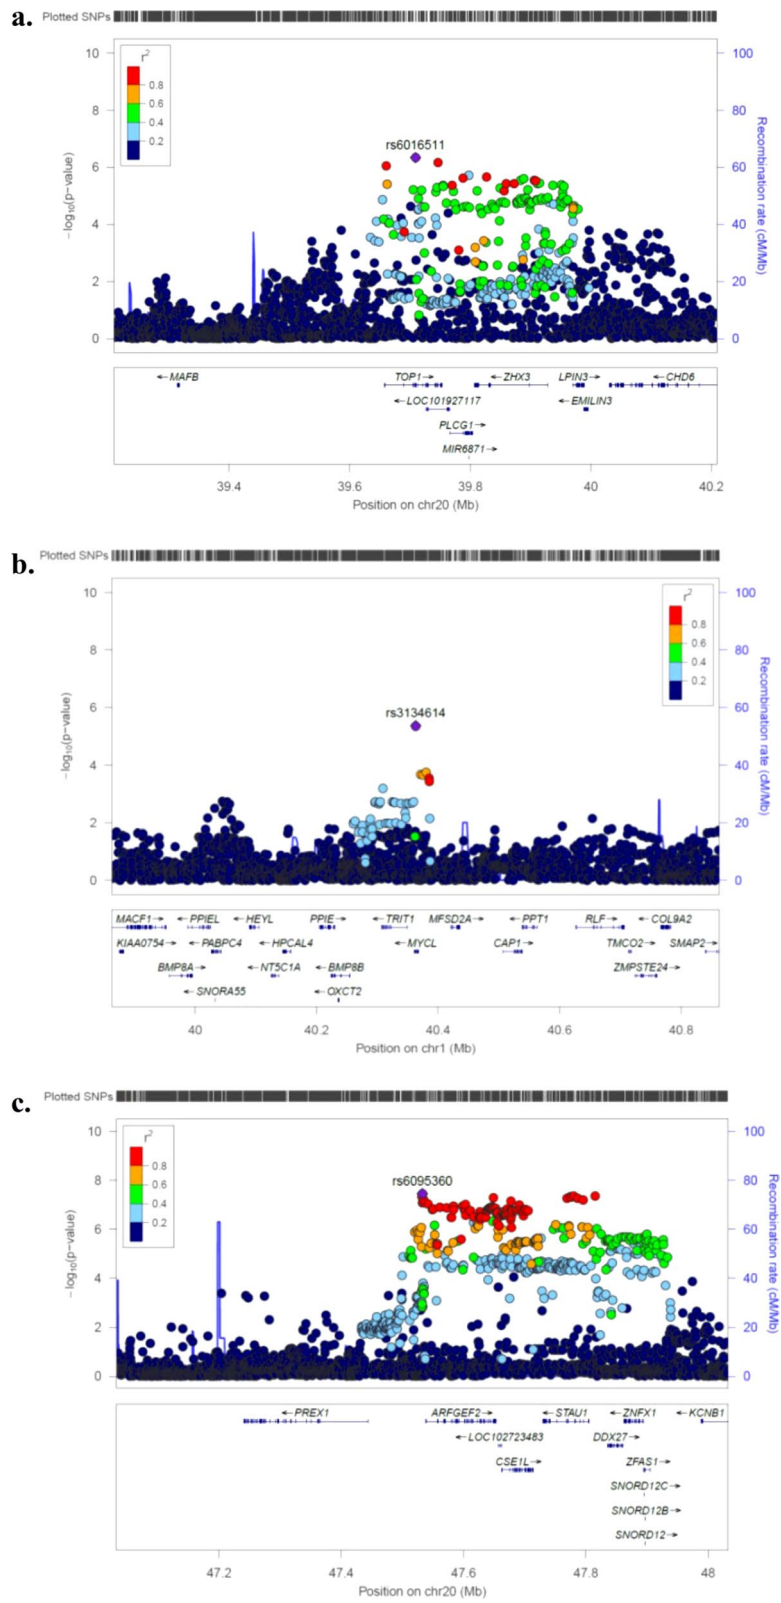 a.
Plotted SNPs
10
8
6
4
2
0
−log10(p-value)
r2
0.8
0.6
0.4
0.2
rs6016511
100
80
60
40
20
0
Recombination rate (cM/Mb)
←MAFB
TOP1→
←ZHX3
LPIN3→
←CHD6
←LOC101927117
←EMILIN3
PLCG1→
MIR6871→
39.4
39.6
39.8
40
40.2
Position on chr20 (Mb)
b.
Plotted SNPs
10
8
6
4
2
0
−log10(p-value)
rs3134614
r2
0.8
0.6
0.4
0.2
100
80
60
40
20
0
Recombination rate (cM/Mb)
MACF1→
←PPIEL
←HEYL
PPIE→
←TRIT1
MFSD2A→
←PPT1
RLF→
←COL9A2
KIAA0754→
←PABPC4
←HPCAL4
←MYCL
CAP1→
TMCO2→
SMAP2→
BMP8A→
←NT5C1A
←BMP8B
ZMPSTE24→
←SNORA55
←OXCT2
40
40.2
40.4
40.6
40.8
Position on chr1 (Mb)
c.
Plotted SNPs
10
8
6
4
2
0
−log10(p-value)
r2
0.8
0.6
0.4
0.2
rs6095360
100
80
60
40
20
0
Recombination rate (cM/Mb)
←PREX1
ARFGEF2→
←STAU1
←ZNFX1
←KCNB1
←LOC102723483
DDX27→
CSE1L→
ZFAS1→
SNORD12C→
SNORD12B→
SNORD12→
47.2
47.4
47.6
47.8
48
Position on chr20 (Mb)